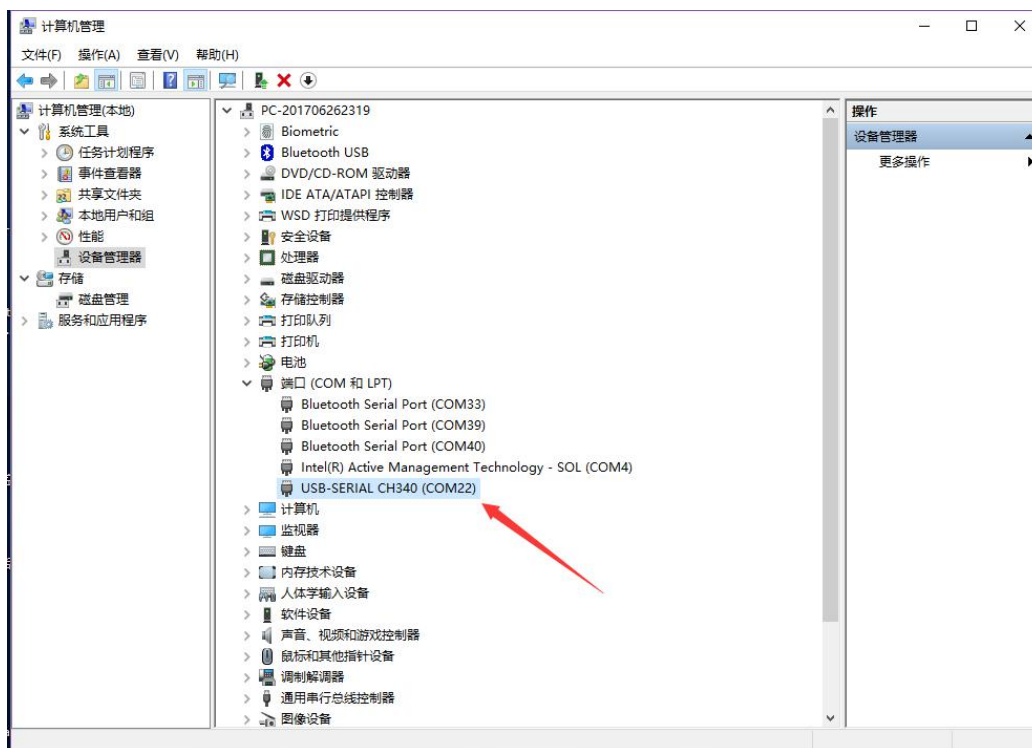 计算机管理
文件(F) 操作(A) 查看(V) 帮助(H)
计算机管理(本地)
系统工具
任务计划程序
事件查看器
共享文件夹
本地用户和组
性能
设备管理器
存储
磁盘管理
服务和应用程序
PC-201706262319
Biometric
Bluetooth USB
DVD/CD-ROM 驱动器
IDE ATA/ATAPI 控制器
WSD 打印提供程序
安全设备
处理器
磁盘驱动器
存储控制器
打印队列
打印机
电池
端口 (COM 和 LPT)
Bluetooth Serial Port (COM33)
Bluetooth Serial Port (COM39)
Bluetooth Serial Port (COM40)
Intel(R) Active Management Technology - SOL (COM4)
USB-SERIAL CH340 (COM22)
计算机
监视器
键盘
内存技术设备
人体学输入设备
软件设备
声音、视频和游戏控制器
鼠标和其他指针设备
调制解调器
通用串行总线控制器
图像设备
操作
设备管理器
更多操作